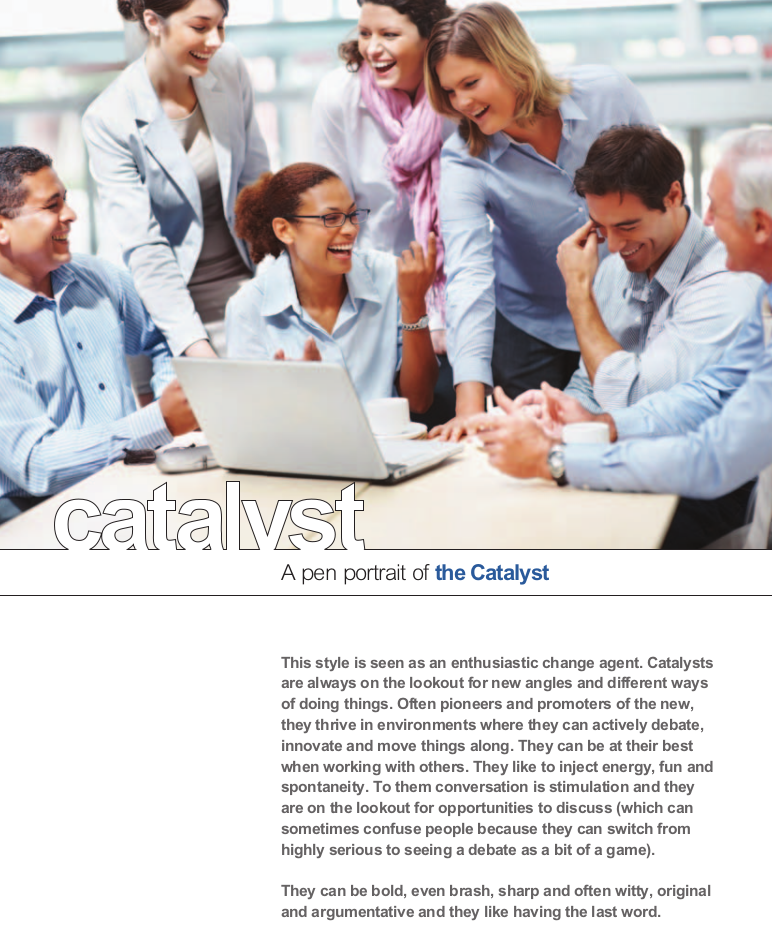 catalyst
A pen portrait of the Catalyst
This style is seen as an enthusiastic change agent. Catalysts
are always on the lookout for new angles and different ways
of doing things. Often pioneers and promoters of the new,
they thrive in environments where they can actively debate,
innovate and move things along. They can be at their best
when working with others. They like to inject energy, fun and
spontaneity. To them conversation is stimulation and they
are on the lookout for opportunities to discuss (which can
sometimes confuse people because they can switch from
highly serious to seeing a debate as a bit of a game).
They can be bold, even brash, sharp and often witty, original
and argumentative and they like having the last word.